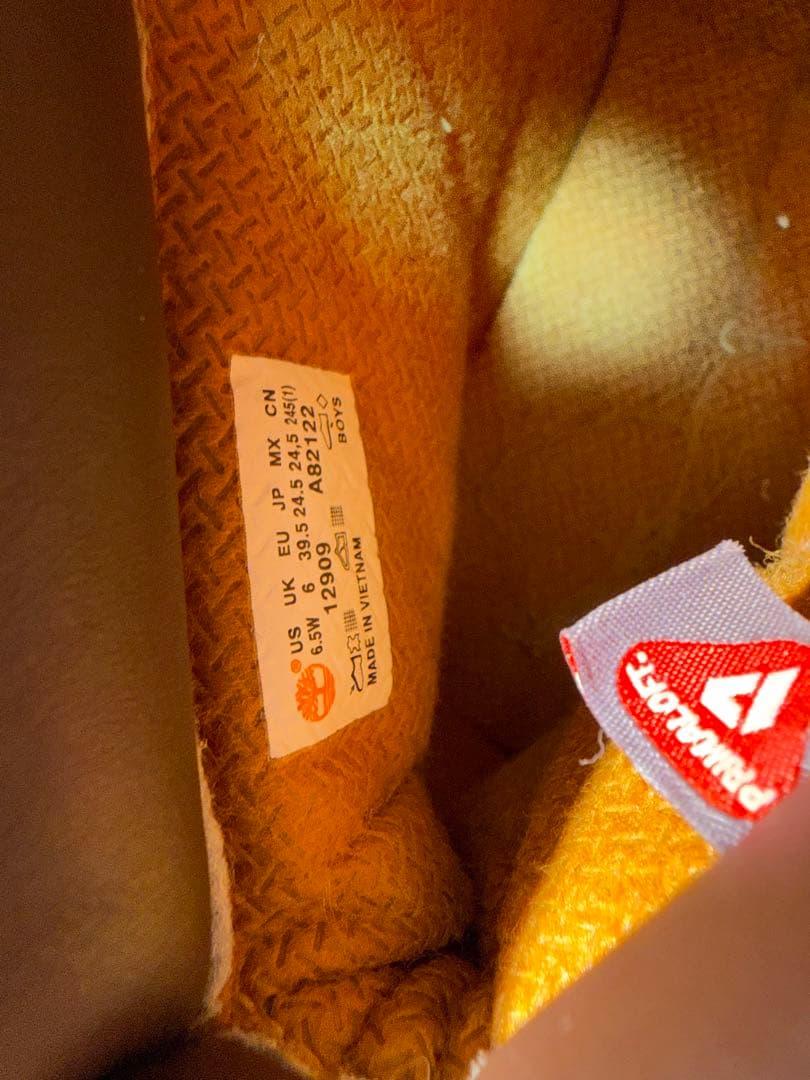 ®
US UK EU JP MX CN
6.5W 6 39.5 24.5 24,5 245(1)
12909 A82122
BOYS
MADE IN VIETNAM
PRIMALOFT®